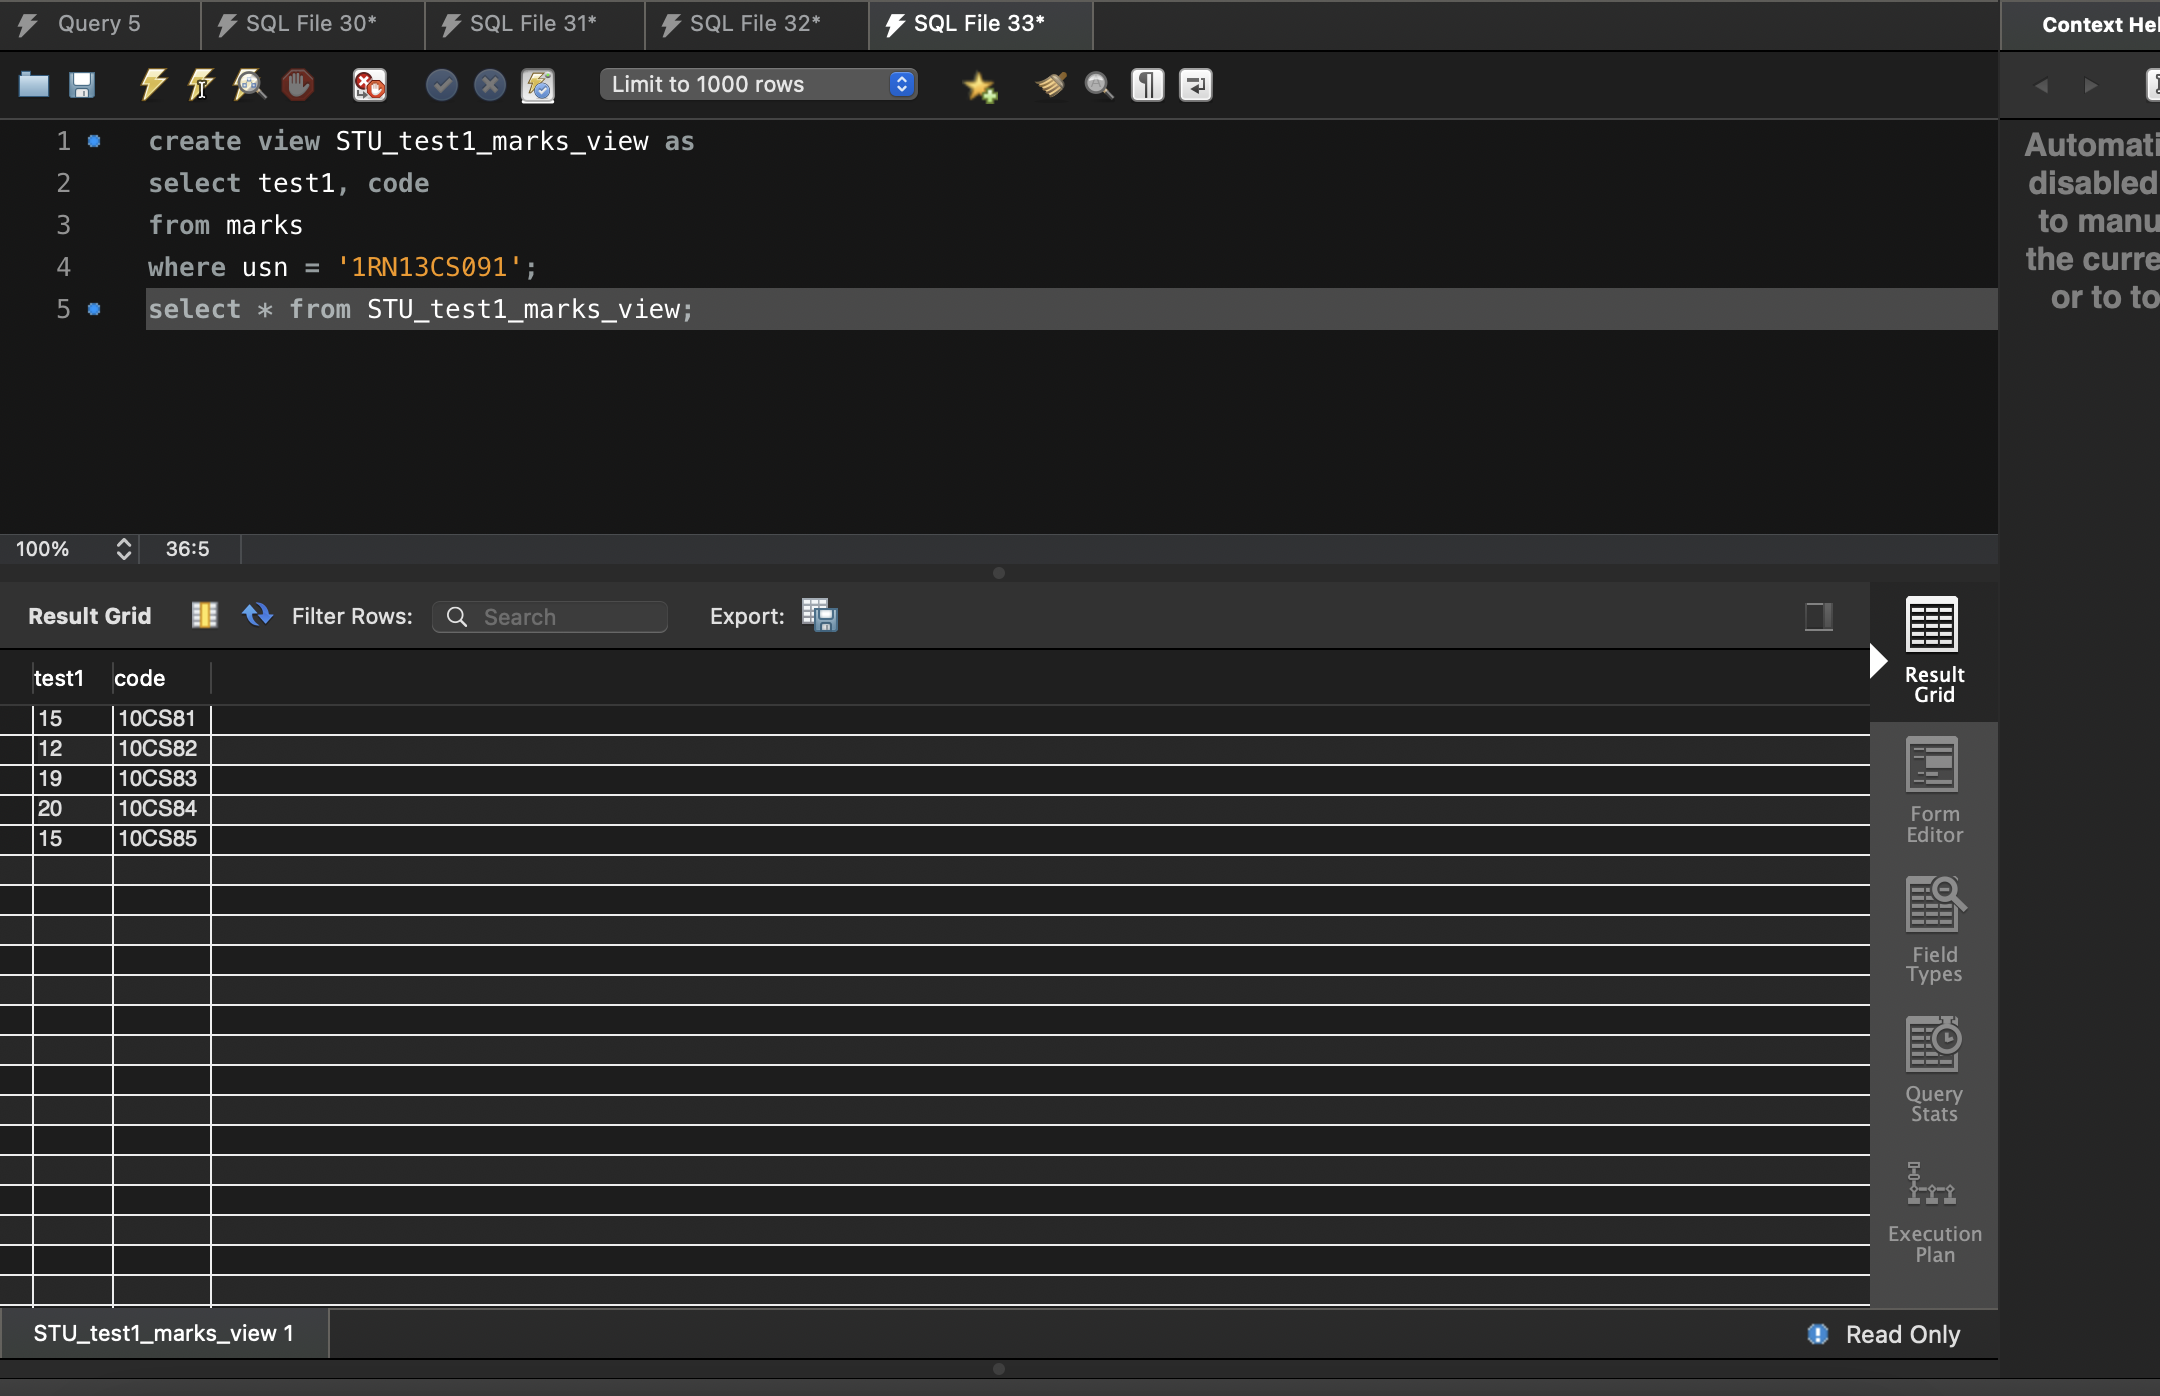 Query 5
SQL File 30*
SQL File 31*
SQL File 32*
SQL File 33*
Context Hel
Limit to 1000 rows
1 create view STU_test1_marks_view as
2 select test1, code
3 from marks
4 where usn = '1RN13CS091';
5 select * from STU_test1_marks_view;
Automati
disabled
to manu
the curre
or to to
100% 36:5
Result Grid Filter Rows: Search Export:
test1 code
15 10CS81
12 10CS82
19 10CS83
20 10CS84
15 10CS85
Result
Grid
Form
Editor
Field
Types
Query
Stats
Execution
Plan
STU_test1_marks_view 1
Read Only